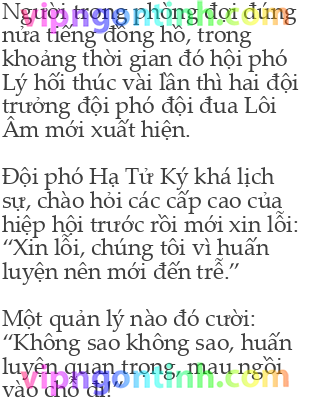 Người trong phòng đợi đúng
nửa tiếng đồng hồ, trong
khoảng thời gian đó hội phó
Lý hối thúc vài lần thì hai đội
trưởng đội phó đội đua Lôi
Âm mới xuất hiện.

Đội phó Hạ Tử Ký khá lịch
sự, chào hỏi các cấp cao của
hiệp hội trước rồi mới xin lỗi:
“Xin lỗi, chúng tôi vì huấn
luyện nên mới đến trễ.”

Một quản lý nào đó cười:
“Không sao không sao, huấn
luyện quan trọng, mau ngồi
vào chỗ đi!”
vipngontinh.com
vipngontinh.com